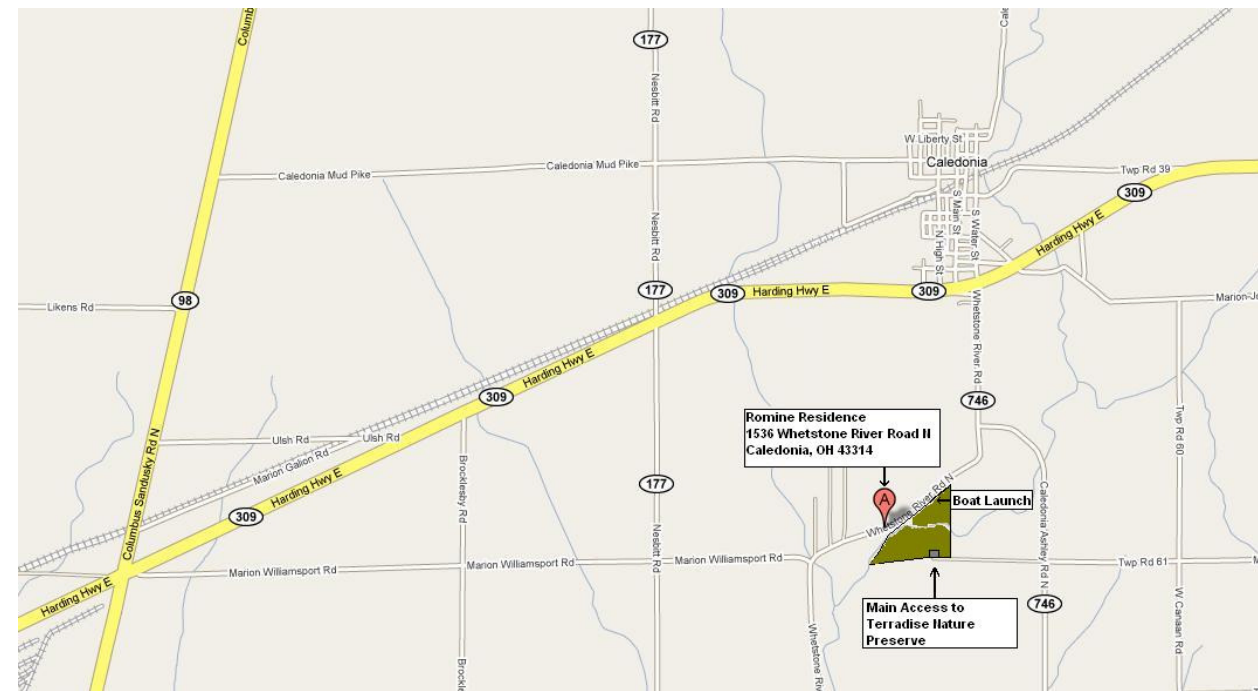 Columb
177
Cale
Nesbitt Rd
W Liberty St
Caledonia Mud Pike
Caledonia
Caledonia Mud Pike
Twp Rd 39
309
Nesbitt Rd
S Main St
S Water St
Harding Hwy E
N High St
98
177
309
Harding Hwy E
309
Likens Rd
Marion-Je
Whetstone River Rd
Harding Hwy E
309
746
Romine Residence
1536 Whetstone River Road N
Caledonia, OH 43314
Twp Rd 60
Ulsh Rd
Ulsh Rd
Marion Galion Rd
Columbus Sandusky Rd N
Harding Hwy E
Brocklesby Rd
177
A
Boat Launch
Whetstone River Rd N
Caledonia Ashley Rd N
309
Nesbitt Rd
Marion Williamsport Rd
Marion Williamsport Rd
Marion Williamsport Rd
Twp Rd 61
Harding Hwy E
Main Access to
Terradise Nature
Preserve
746
W Canaan Rd
Whetstone Riv
Brockle